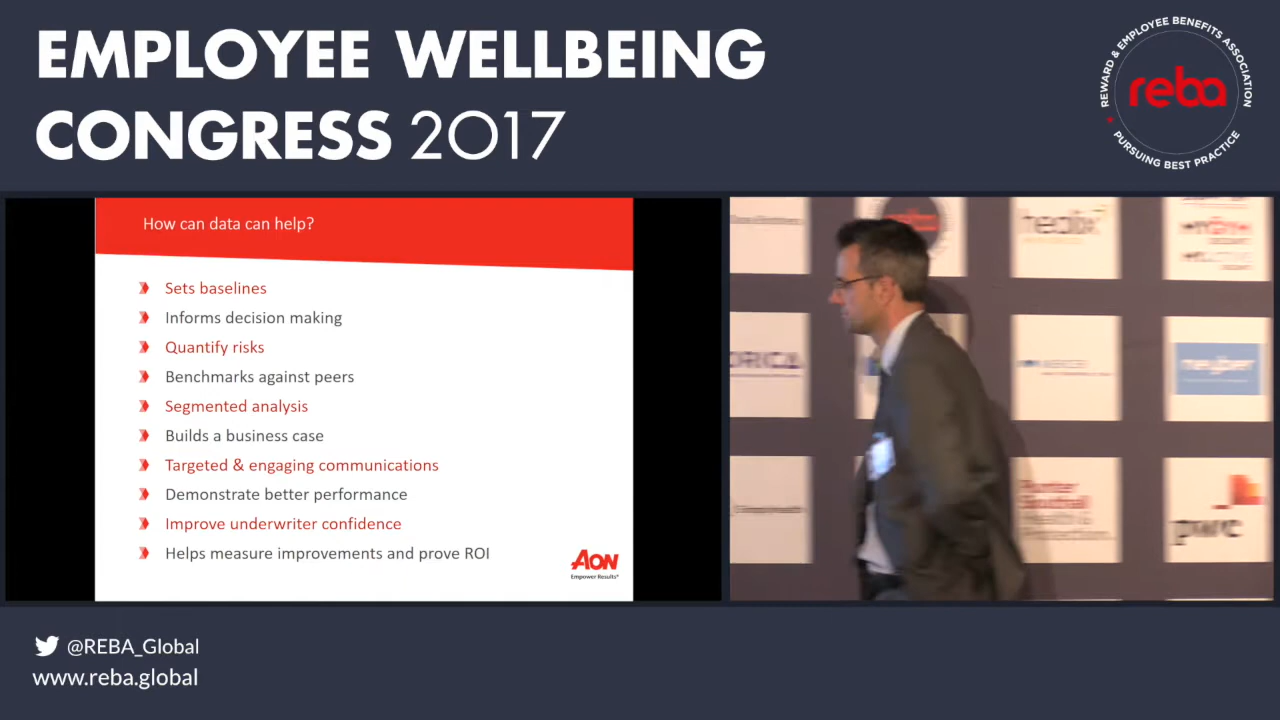 EMPLOYEE WELLBEING
CONGRESS 2017
REWARD & EMPLOYEE BENEFITS ASSOCIATION
reba
PURSUING BEST PRACTICE
How can data can help?
Sets baselines
Informs decision making
Quantify risks
Benchmarks against peers
Segmented analysis
Builds a business case
Targeted & engaging communications
Demonstrate better performance
Improve underwriter confidence
Helps measure improvements and prove ROI
AON
Empower Results®
healix
pwc
@REBA_Global
www.reba.global